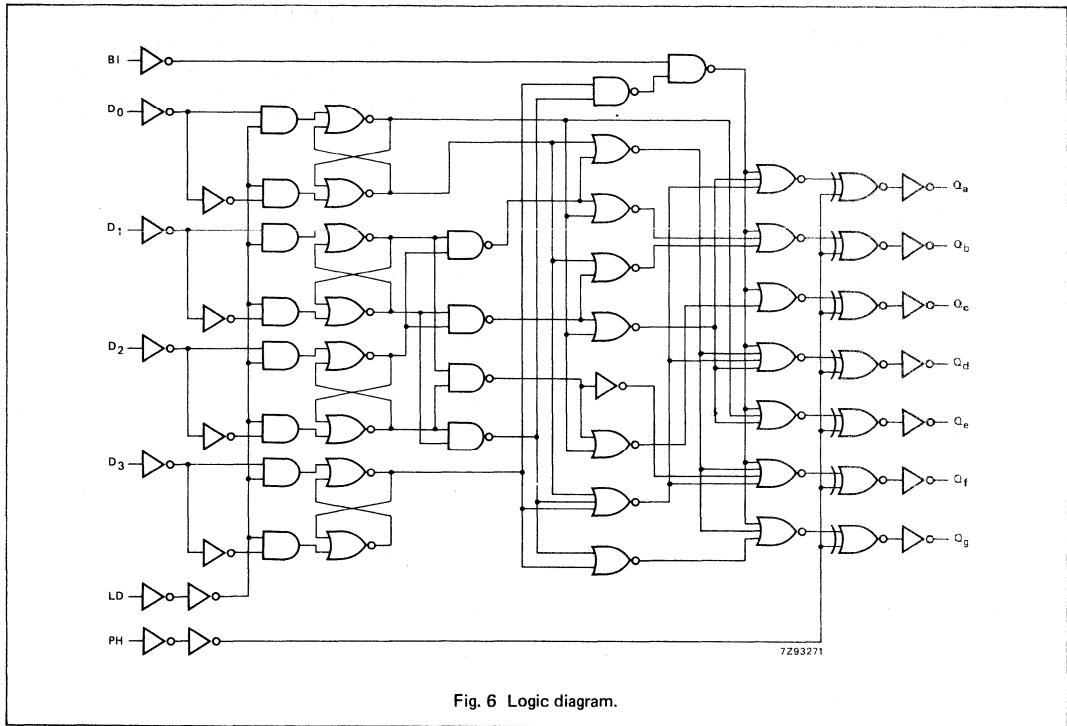 BI
D0
D1
D2
D3
LD
PH
Qa
Qb
Qc
Qd
Qe
Qf
Qg
7Z93271
Fig. 6 Logic diagram.